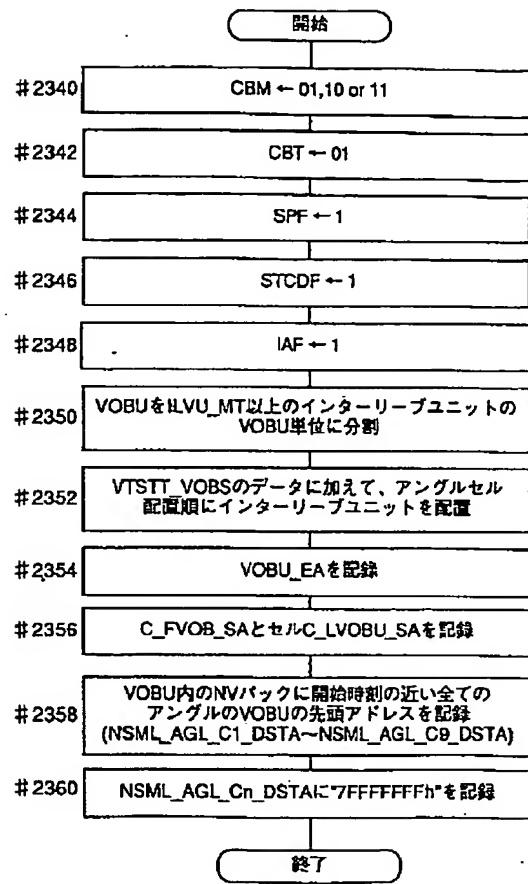 開始
#2340
CBM ← 01,10 or 11
#2342
CBT ← 01
#2344
SPF ← 1
#2346
STCDF ← 1
#2348
IAF ← 1
#2350
VOBUをILVU_MT以上のインターリーブユニットの
VOBU単位に分割
#2352
VTSTT_VOBSのデータに加えて、アングルセル
配置順にインターリーブユニットを配置
#2354
VOBU_EAを記録
#2356
C_FVOB_SAとセルC_LVOBU_SAを記録
#2358
VOBU内のNVパックに開始時刻の近い全ての
アングルのVOBUの先頭アドレスを記録
(NSML_AGL_C1_DSTA～NSML_AGL_C9_DSTA)
#2360
NSML_AGL_Cn_DSTAに"7FFFFFFFh"を記録
終了